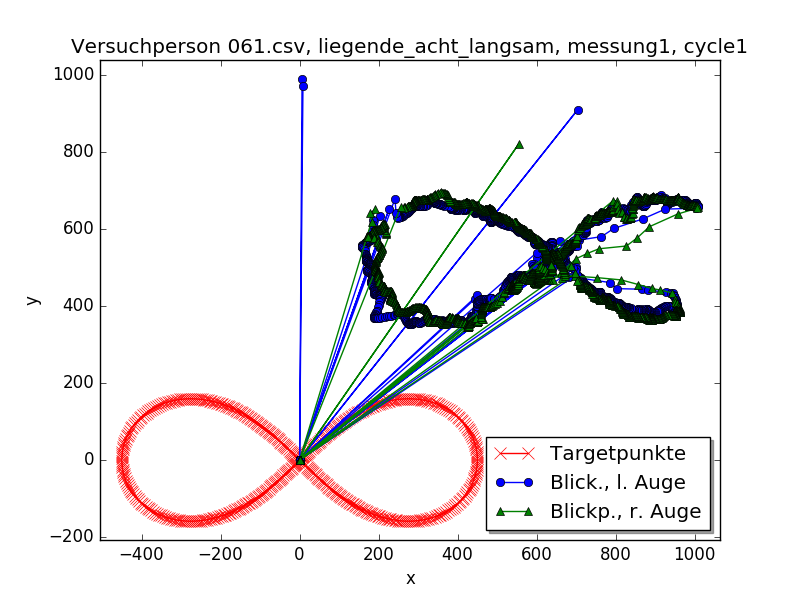 Versuchperson 061.csv, liegende_acht_langsam, messung1, cycle1
1000
800
600
400
200
0
−200
y
−400
−200
0
200
400
600
800
1000
x
Targetpunkte
Blick., l. Auge
Blickp., r. Auge